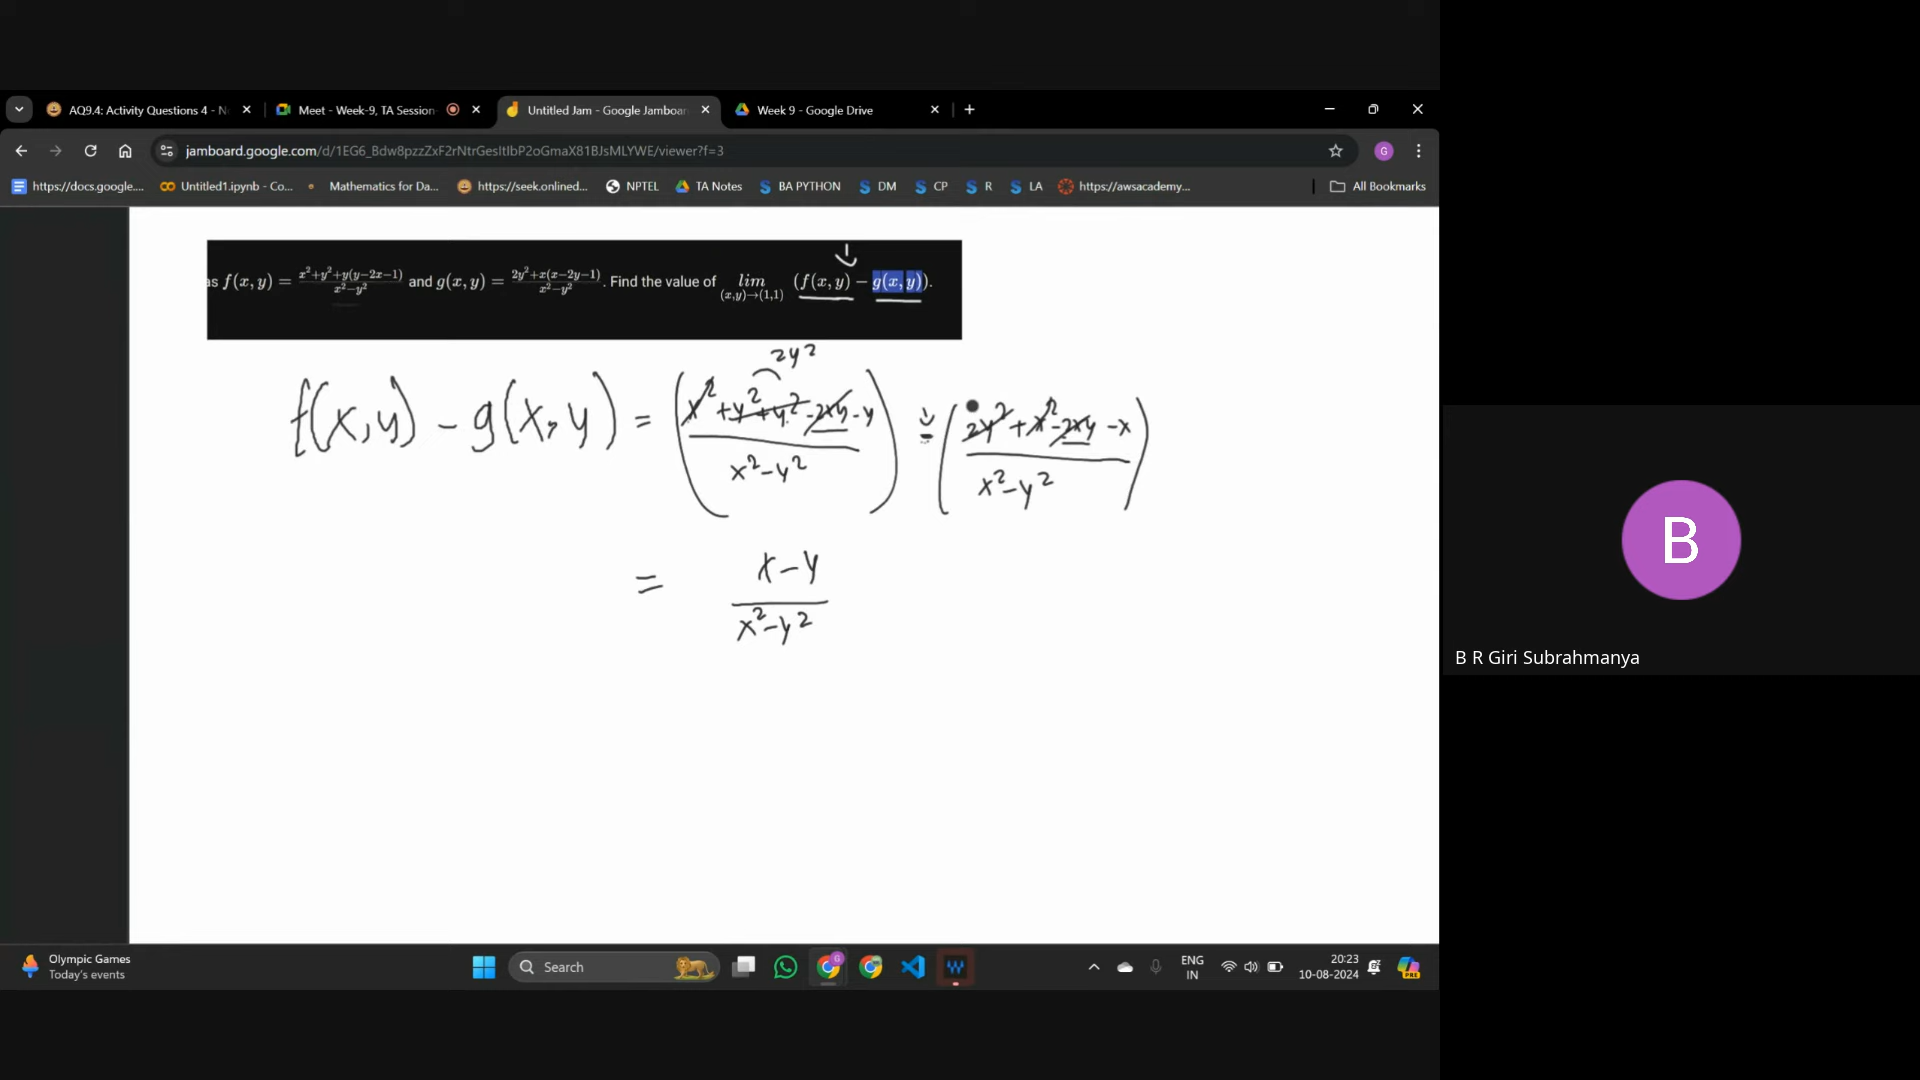 AQ9.4: Activity Questions 4 - N
Meet - Week-9, TA Session
Untitled Jam - Google Jamboar
Week 9 - Google Drive
jamboard.google.com/d/1EG6_Bdw8pzzZxF2rNtrGesItIbP2oGmaX81BJsMLYWE/viewer?f=3
G
https://docs.google....
Untitled1.ipynb - Co...
Mathematics for Da...
https://seek.onlined...
NPTEL
TA Notes
BA PYTHON
DM
CP
R
LA
https://awsacademy...
All Bookmarks
as f(x, y) = x²+y²+y(y−2x−1) / x²−y² and g(x, y) = 2y²+x(x−2y−1) / x²−y². Find the value of lim (x,y)→(1,1) (f(x, y) − g(x, y)).
2y²
f(x,y) - g(x,y) = (x²+y²+y²-2xy-y / x²-y²) - (2y²+x²-2xy-x / x²-y²)
= x-y / x²-y²
B
B R Giri Subrahmanya
Olympic Games
Today's events
Search
ENG
IN
20:23
10-08-2024
PRE